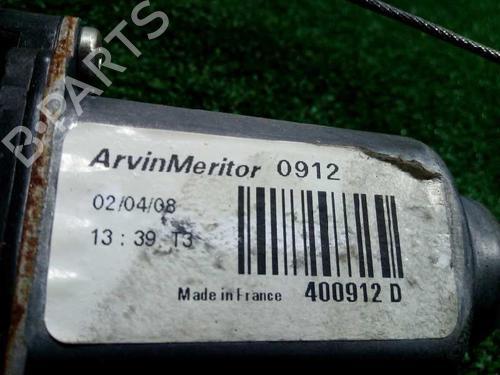 B-PARTS
ArvinMeritor 0912
02/04/08
13 : 39 T3
Made in France 400912 D